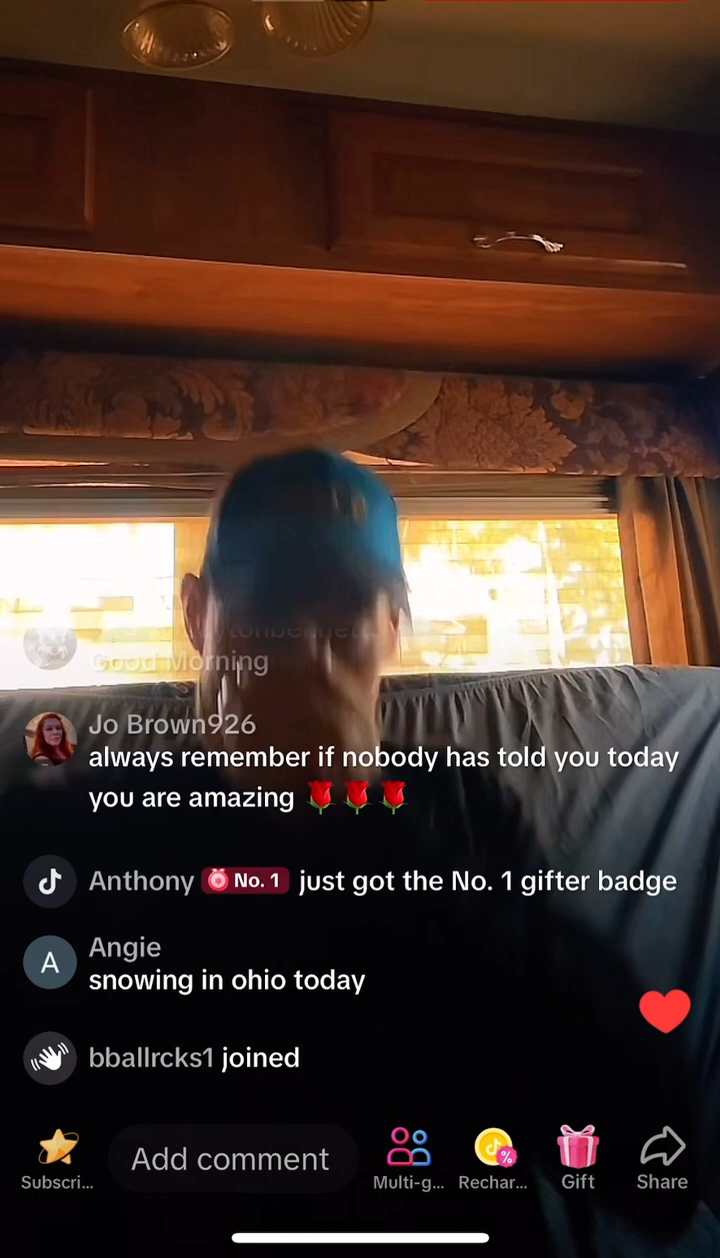 Good Morning
Jo Brown926
always remember if nobody has told you today
you are amazing 🌹🌹🌹
Anthony No. 1 just got the No. 1 gifter badge
A Angie
snowing in ohio today
bballrcks1 joined
Subscri... Add comment Multi-g... Rechar... Gift Share